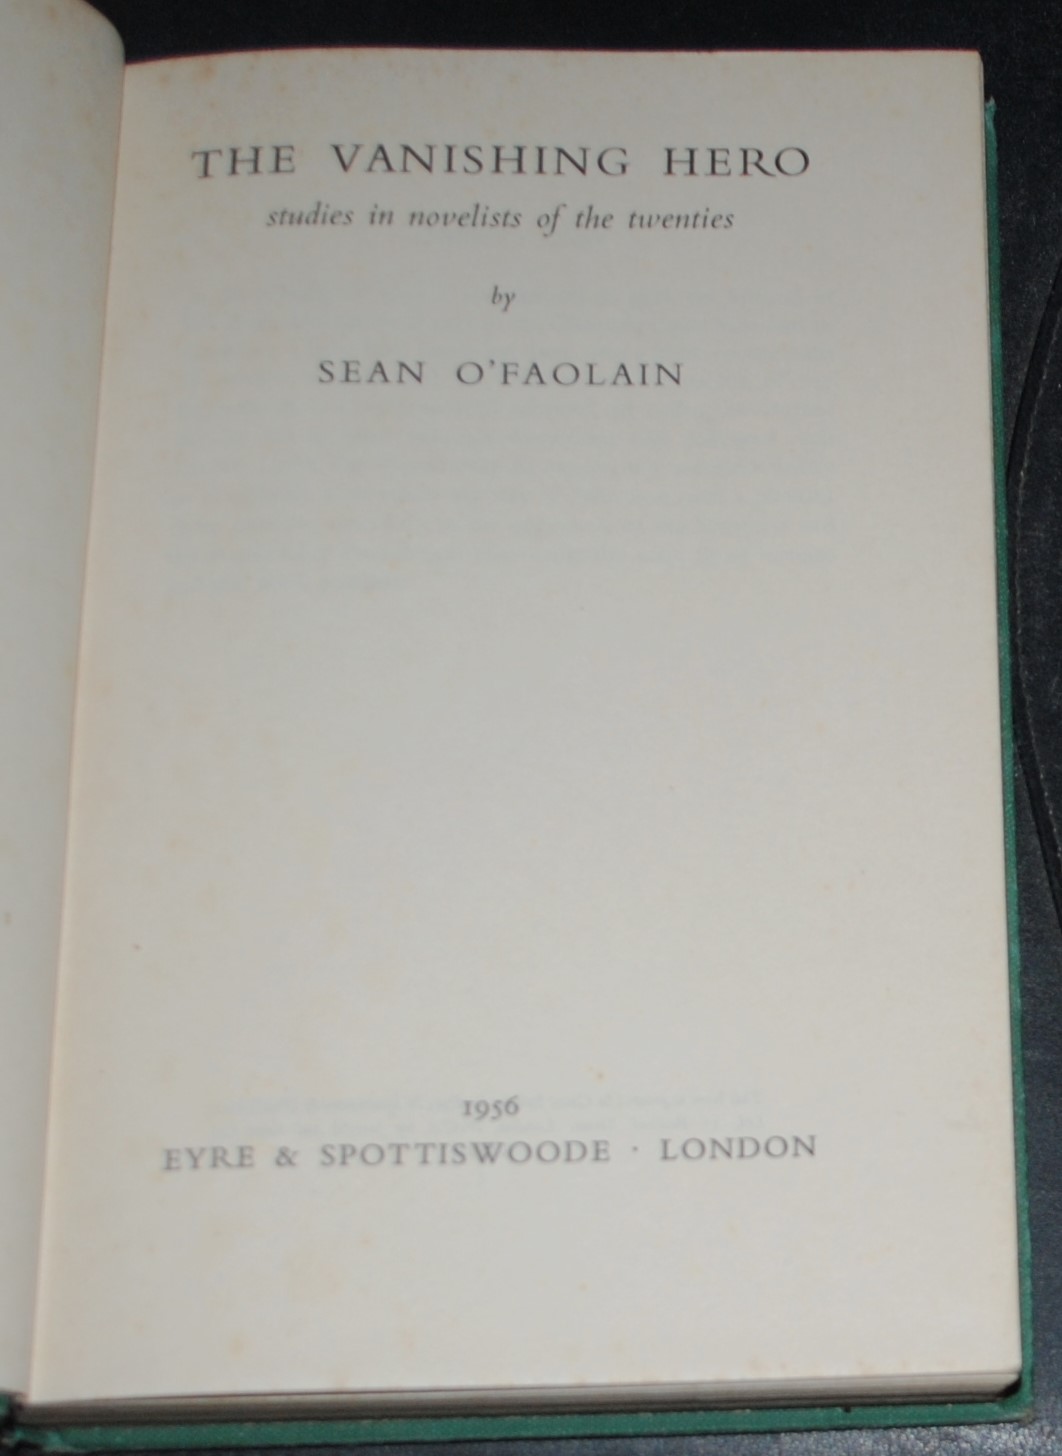 THE VANISHING HERO
studies in novelists of the twenties
by
SEAN O'FAOLAIN
1956
EYRE & SPOTTISWOODE · LONDON